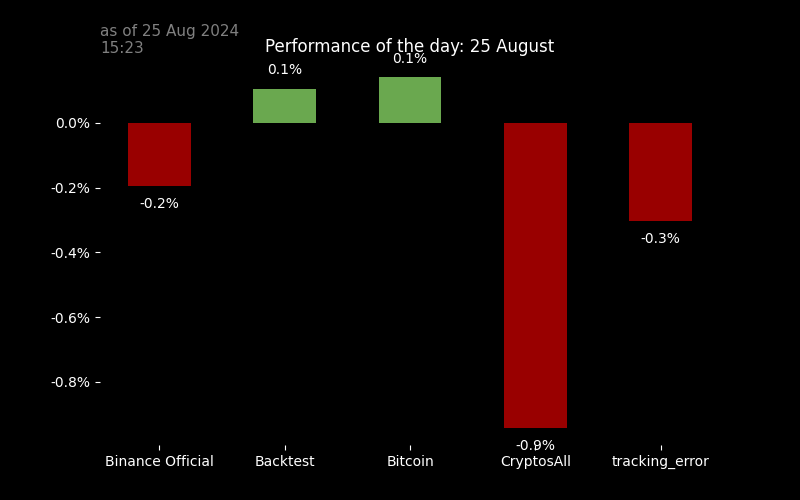 as of 25 Aug 2024
15:23
Performance of the day: 25 August
0.1%
0.1%
0.0%
-0.2%
-0.2%
-0.3%
-0.4%
-0.6%
-0.8%
-0.9%
Binance Official
Backtest
Bitcoin
CryptosAll
tracking_error